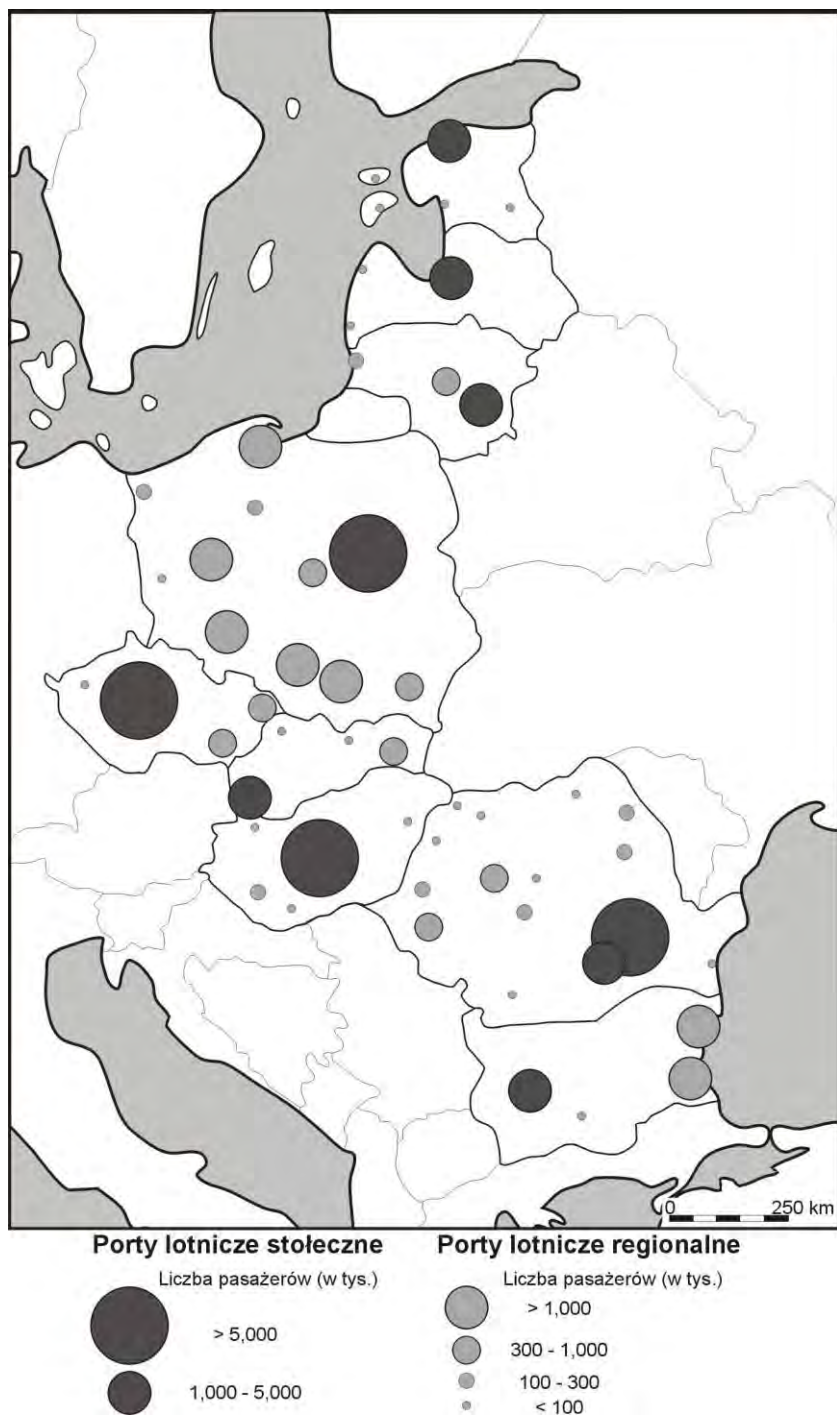 0 250 km
Porty lotnicze stołeczne
Liczba pasażerów (w tys.)
> 5,000
1,000 - 5,000
Porty lotnicze regionalne
Liczba pasażerów (w tys.)
> 1,000
300 - 1,000
100 - 300
< 100